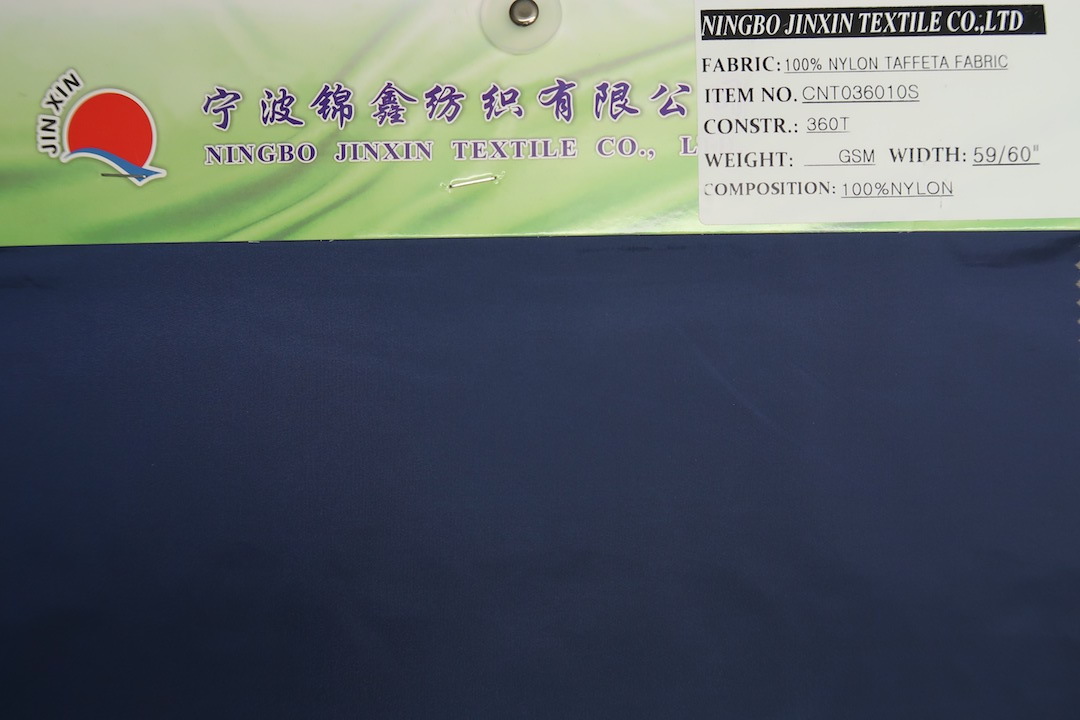 JIN XIN
宁波锦鑫纺织有限公
NINGBO JINXIN TEXTILE CO., L
NINGBO JINXIN TEXTILE CO.,LTD
FABRIC: 100% NYLON TAFFETA FABRIC
ITEM NO. CNT036010S
CONSTR.: 360T
WEIGHT: ___ GSM WIDTH: 59/60"
COMPOSITION: 100%NYLON